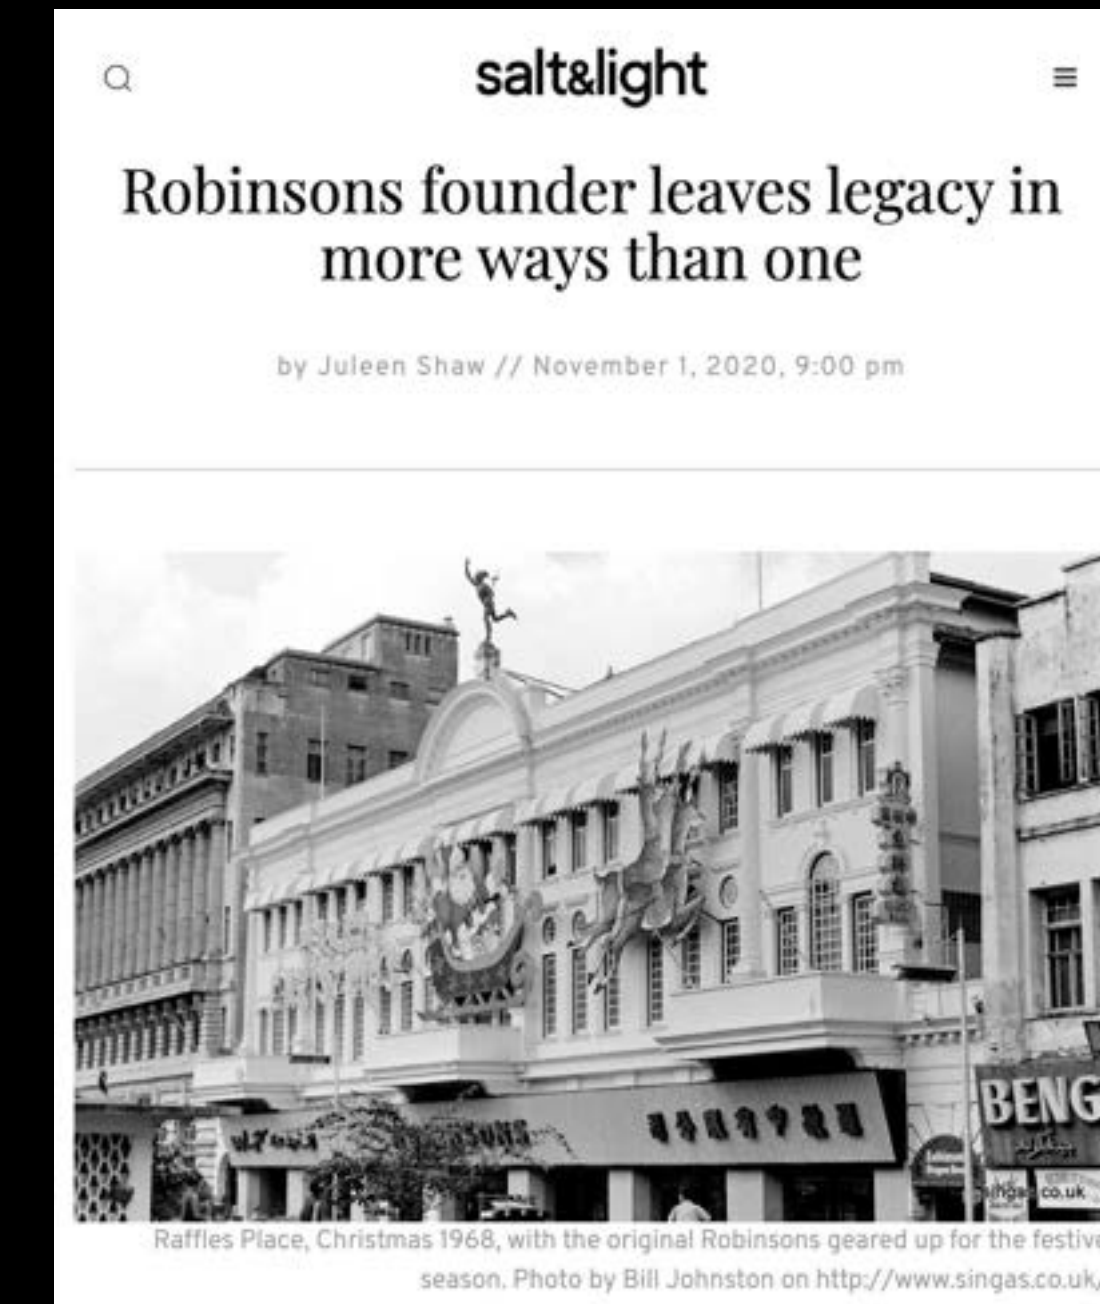 salt&light
Robinsons founder leaves legacy in
more ways than one
by Juleen Shaw // November 1, 2020, 9:00 pm
BENG
co.uk
Raffles Place, Christmas 1968, with the original Robinsons geared up for the festive
season. Photo by Bill Johnston on http://www.singas.co.uk/